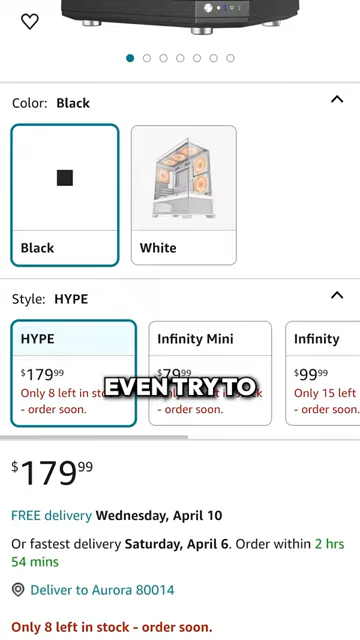 Color: Black
Black
White
Style: HYPE
HYPE
Infinity Mini
Infinity
$179.99
$79.99
$99.99
Only 8 left in
- order soon.
- order soon.
Only 15 left
- order soon.
EVEN TRY TO
$179.99
FREE delivery Wednesday, April 10
Or fastest delivery Saturday, April 6. Order within 2 hrs
54 mins
Deliver to Aurora 80014
Only 8 left in stock - order soon.